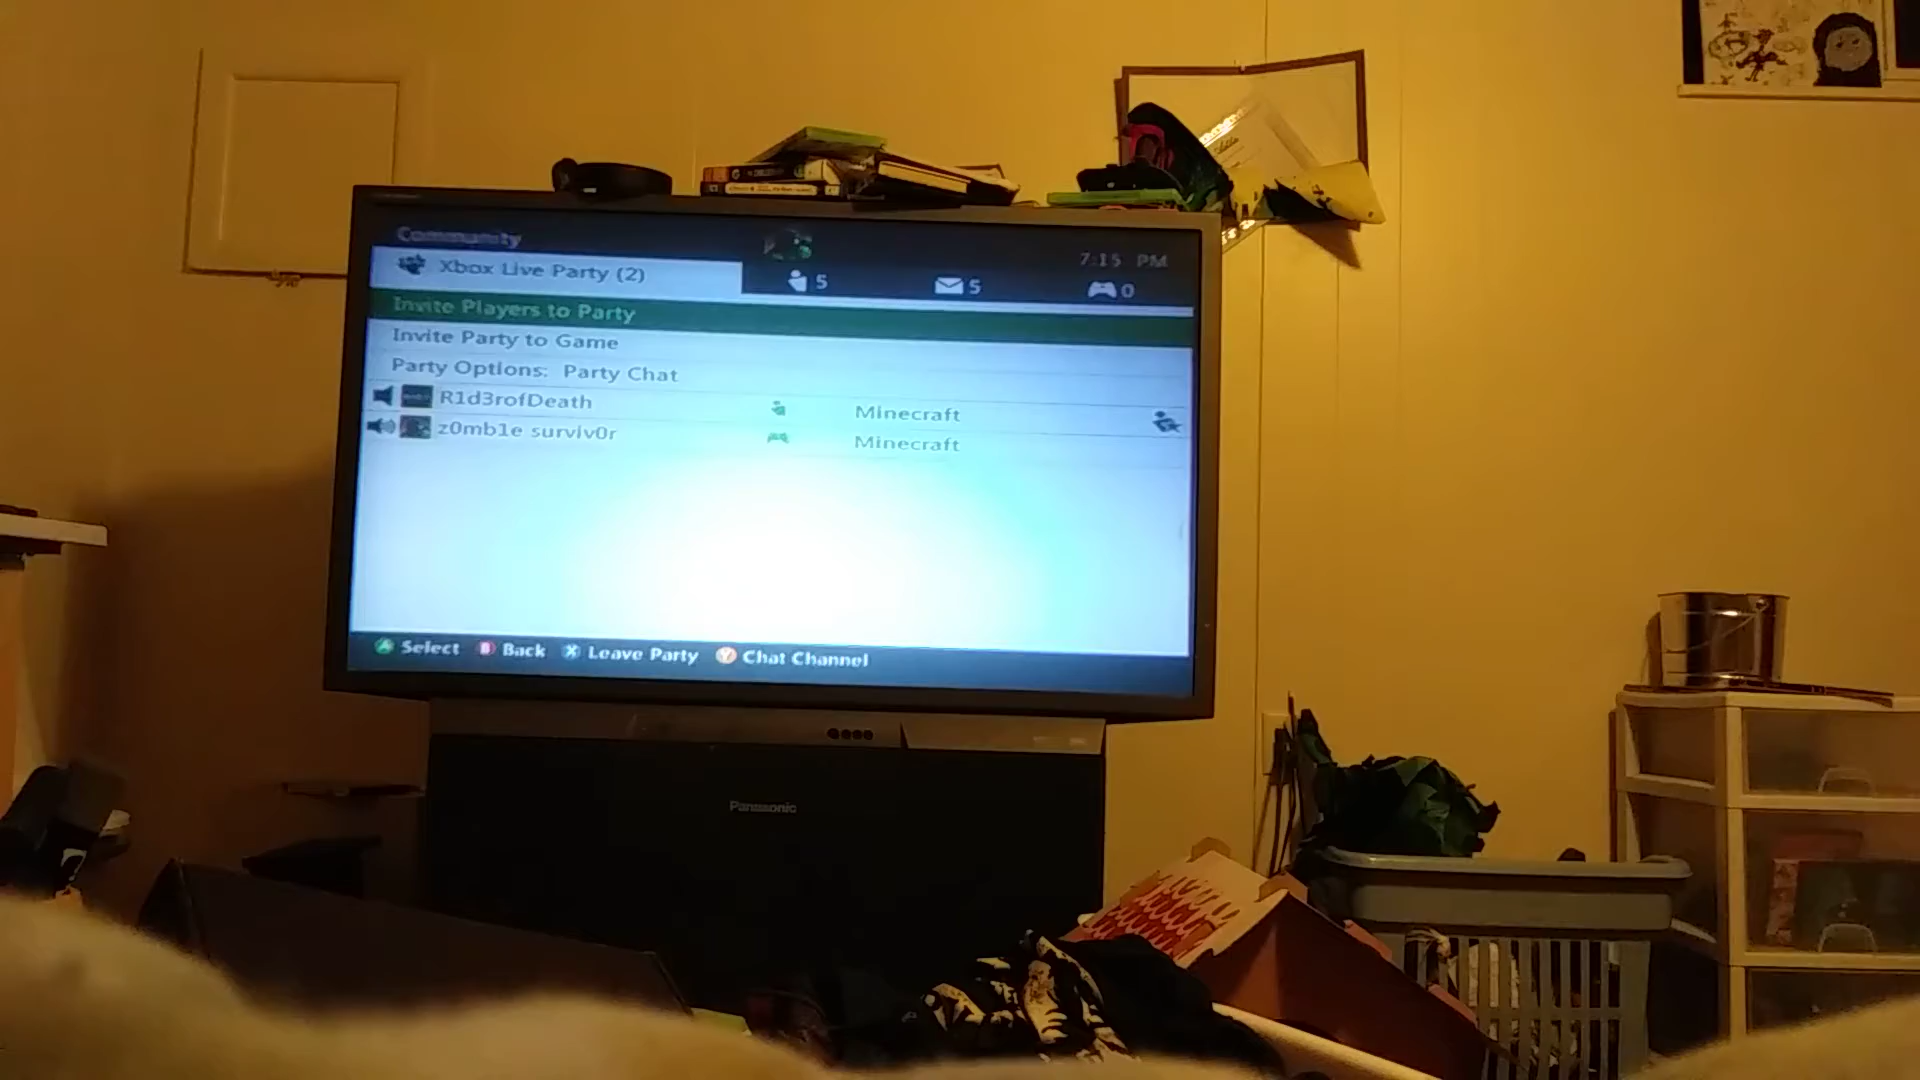 Community
7:15 PM
Xbox Live Party (2)
5
5
0
Invite Players to Party
Invite Party to Game
Party Options: Party Chat
R1d3rofDeath
Minecraft
z0mb1e surviv0r
Minecraft
A Select
B Back
X Leave Party
Y Chat Channel
Panasonic